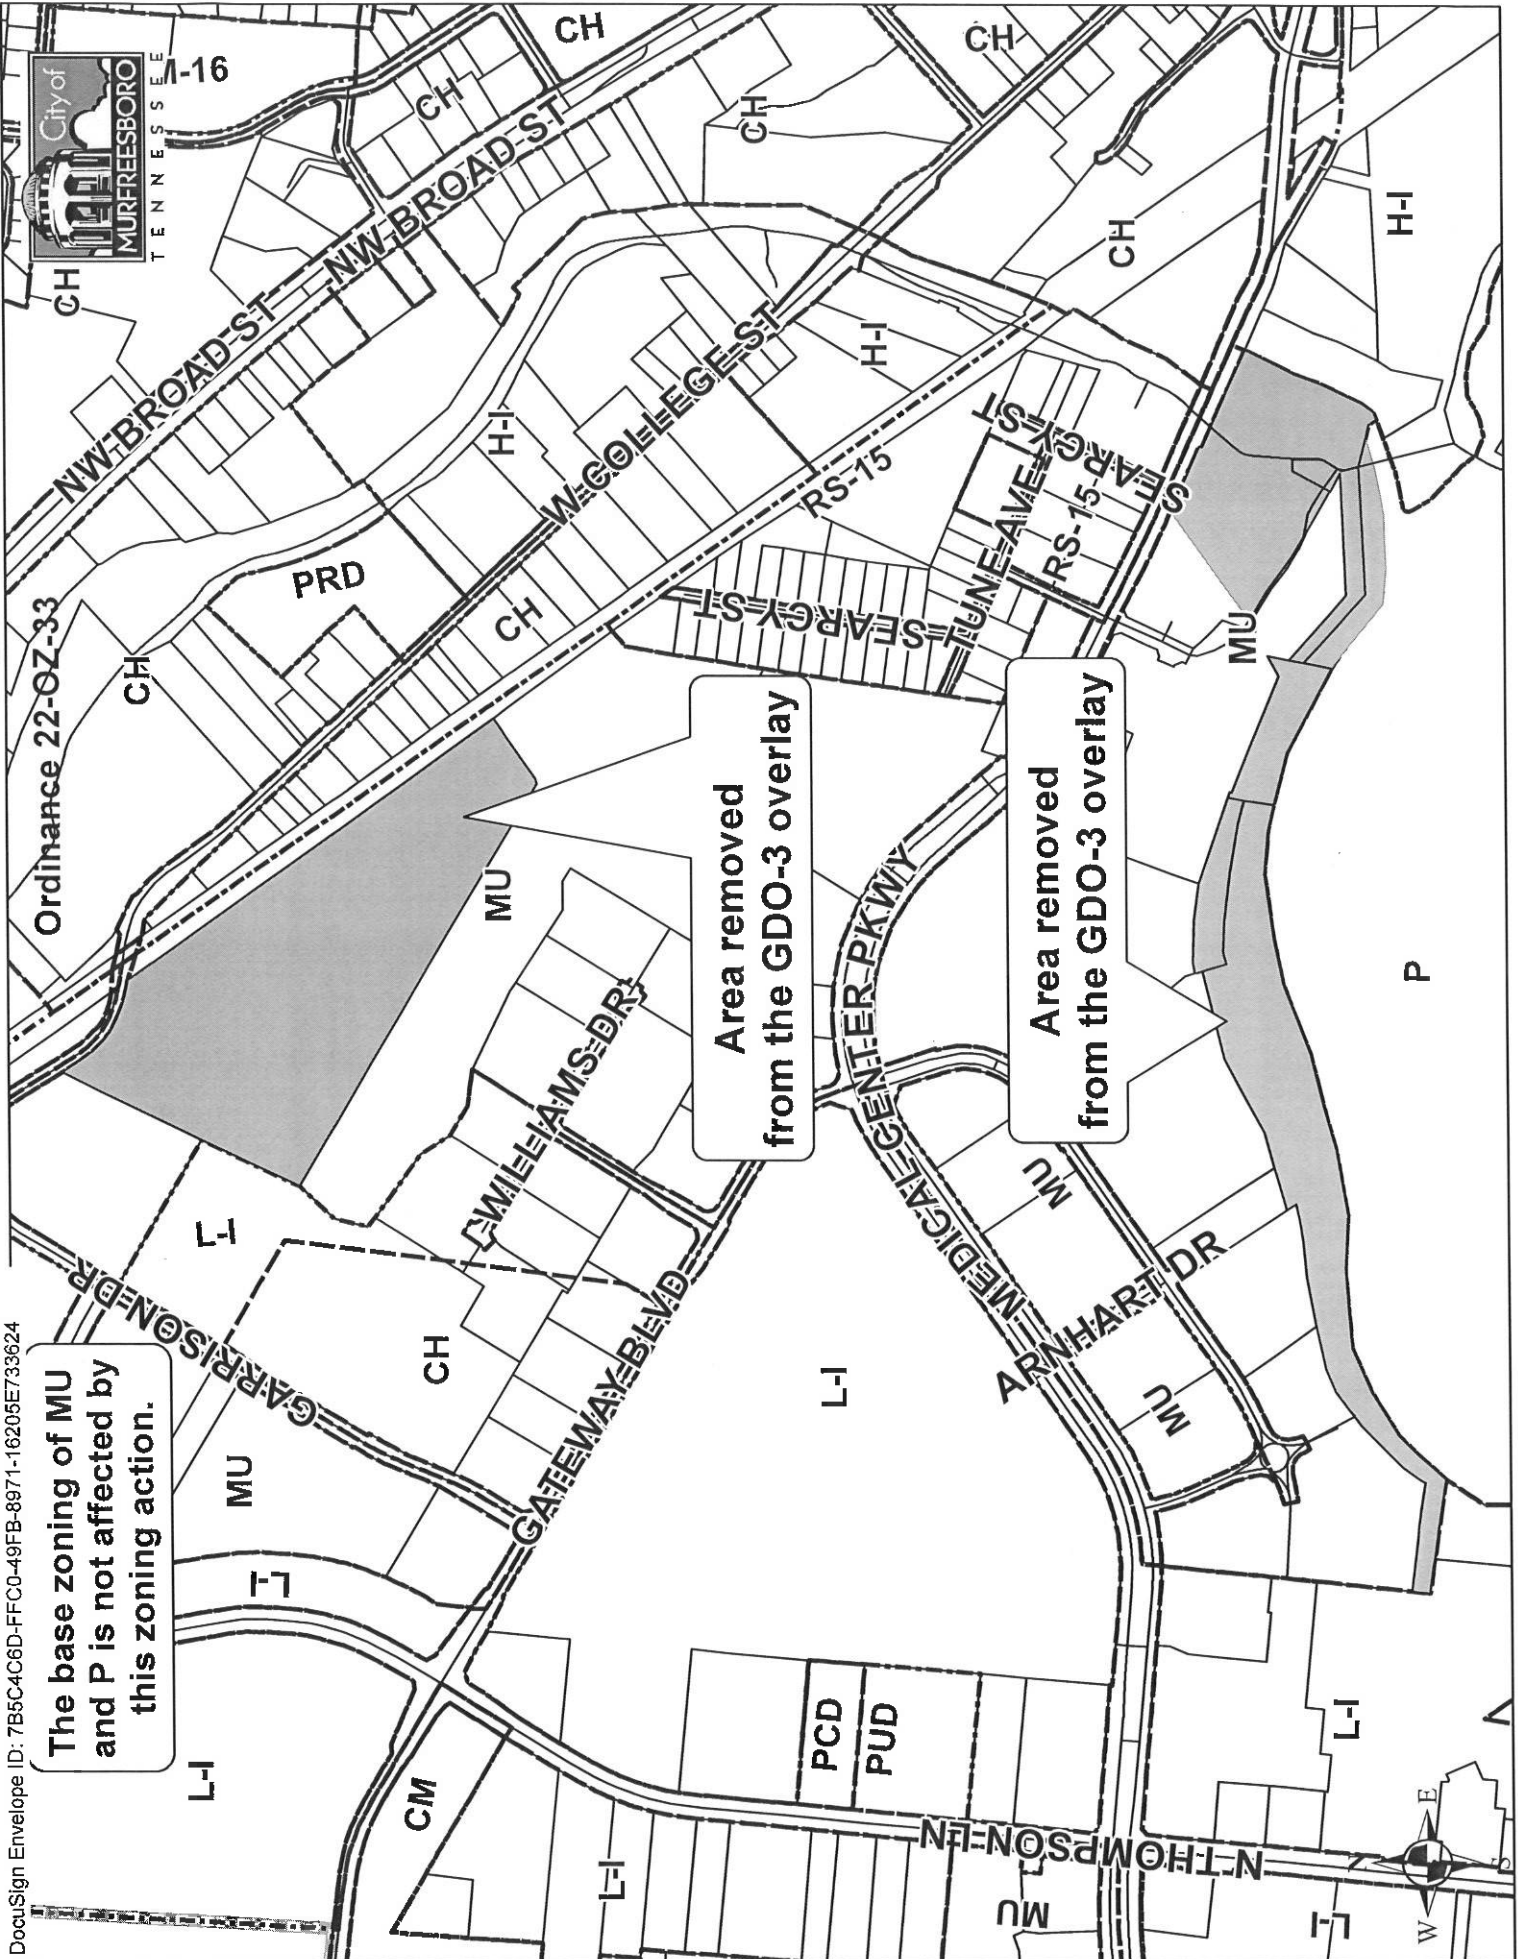 DocuSign Envelope ID: 7B5C4C6D-FFC0-49FB-8971-16205E733624
Ordinance 22-OZ-33
City of
MURFREESBORO
TENNESSEE
The base zoning of MU
and P is not affected by
this zoning action.
Area removed
from the GDO-3 overlay
Area removed
from the GDO-3 overlay
L-I
CM
L-I
MU
L-I
MU
GARRISON DR
L-I
CH
GATEWAY BLVD
WILLIAMS DR
MU
CH
PRD
CH
NW BROAD ST
NW BROAD ST
CH
CH
CH
CH
CH
H-I
W COLLEGE ST
H-I
CH
H-I
RS-15
SEARCY ST
SEARCY ST
TUNE AVE
RS-15
MU
MEDICAL CENTER PKWY
L-I
ARNHART DR
MU
MU
P
PCD
PUD
N THOMPSON LN
L-I
L-I
N
E
S
W